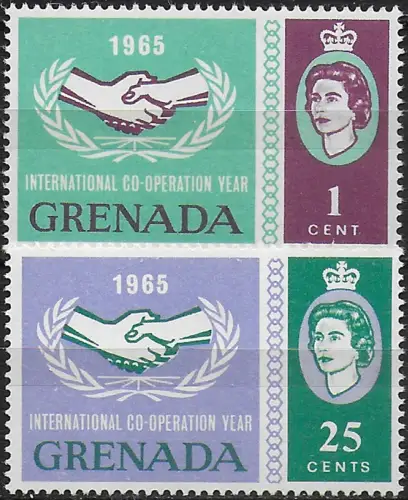 1965
INTERNATIONAL CO-OPERATION YEAR
GRENADA
1
CENT
1965
INTERNATIONAL CO-OPERATION YEAR
GRENADA
25
CENTS